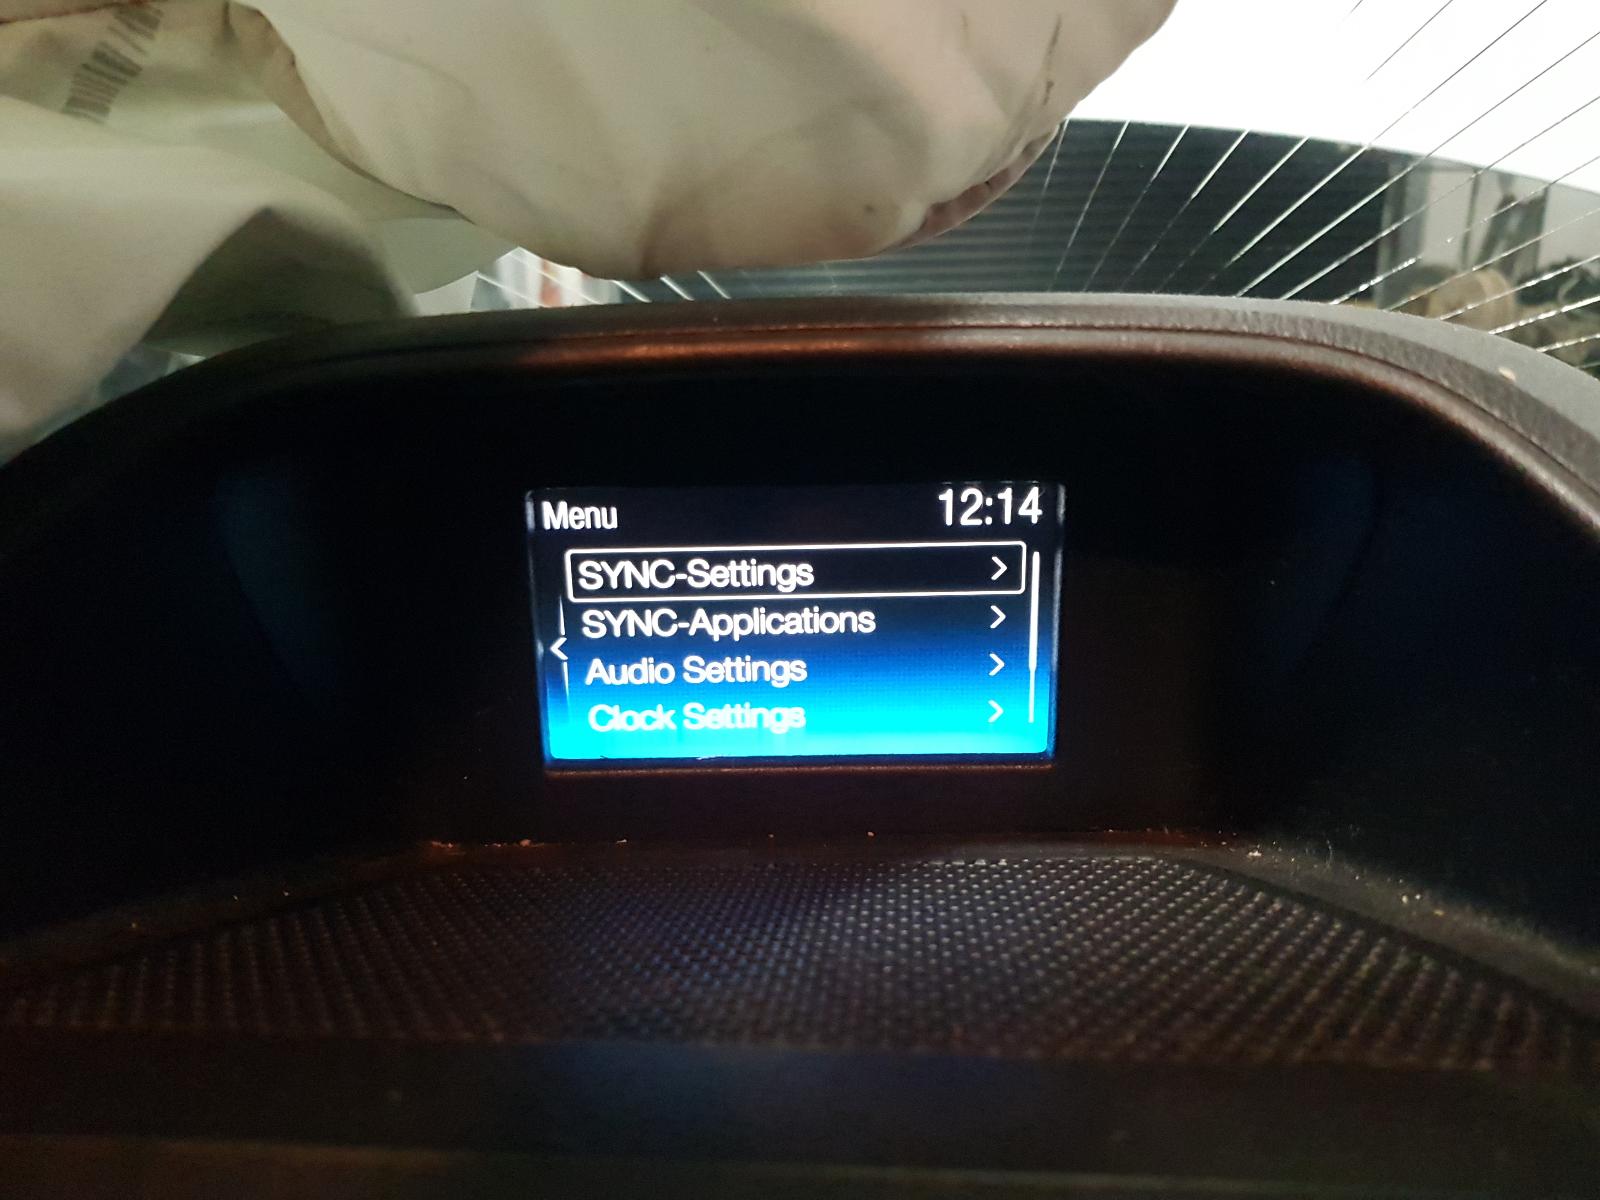 Menu
12:14
SYNC-Settings
SYNC-Applications
Audio Settings
Clock Settings